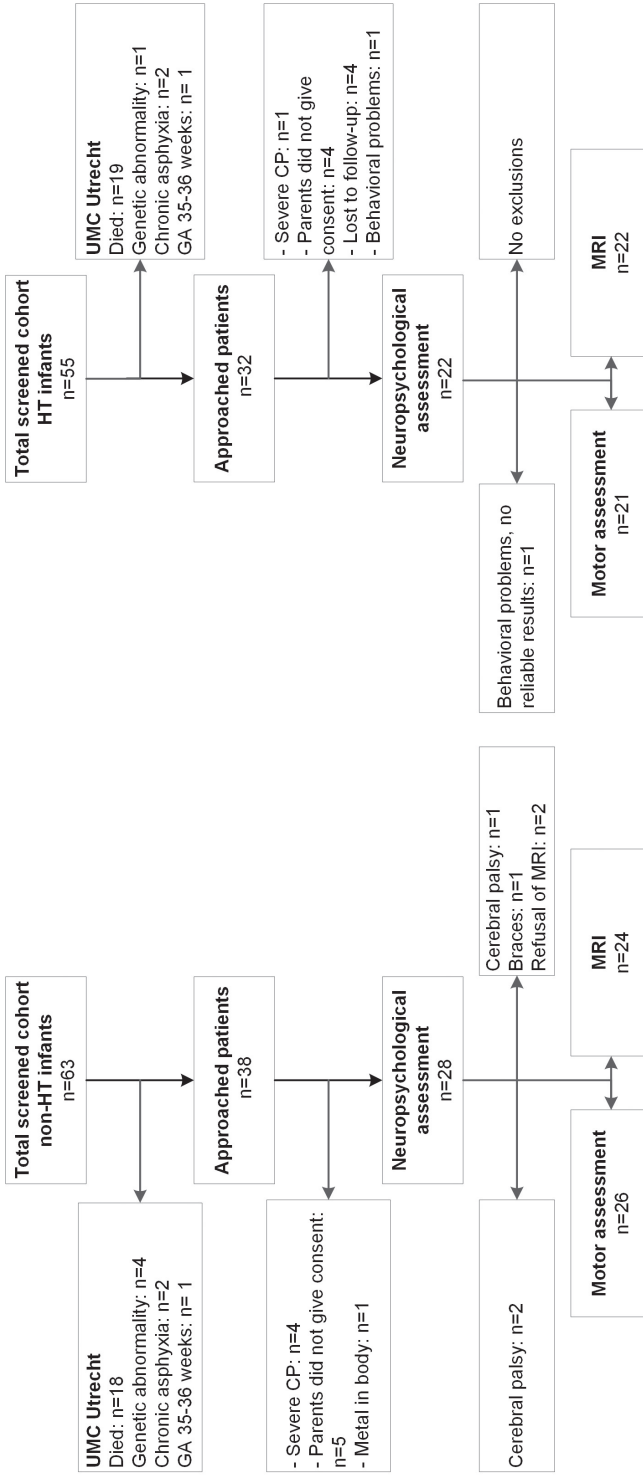 Total screened cohort
non-HT infants
n=63
UMC Utrecht
Died: n=18
Genetic abnormality: n=4
Chronic asphyxia: n=2
GA 35-36 weeks: n= 1
Approached patients
n=38
- Severe CP: n=4
- Parents did not give consent:
n=5
- Metal in body: n=1
Neuropsychological
assessment
n=28
Cerebral palsy: n=2
Cerebral palsy: n=1
Braces: n=1
Refusal of MRI: n=2
Motor assessment
n=26
MRI
n=24
Total screened cohort
HT infants
n=55
UMC Utrecht
Died: n=19
Genetic abnormality: n=1
Chronic asphyxia: n=2
GA 35-36 weeks: n= 1
Approached patients
n=32
- Severe CP: n=1
- Parents did not give
consent: n=4
- Lost to follow-up: n=4
- Behavioral problems: n=1
Neuropsychological
assessment
n=22
Behavioral problems, no
reliable results: n=1
No exclusions
Motor assessment
n=21
MRI
n=22